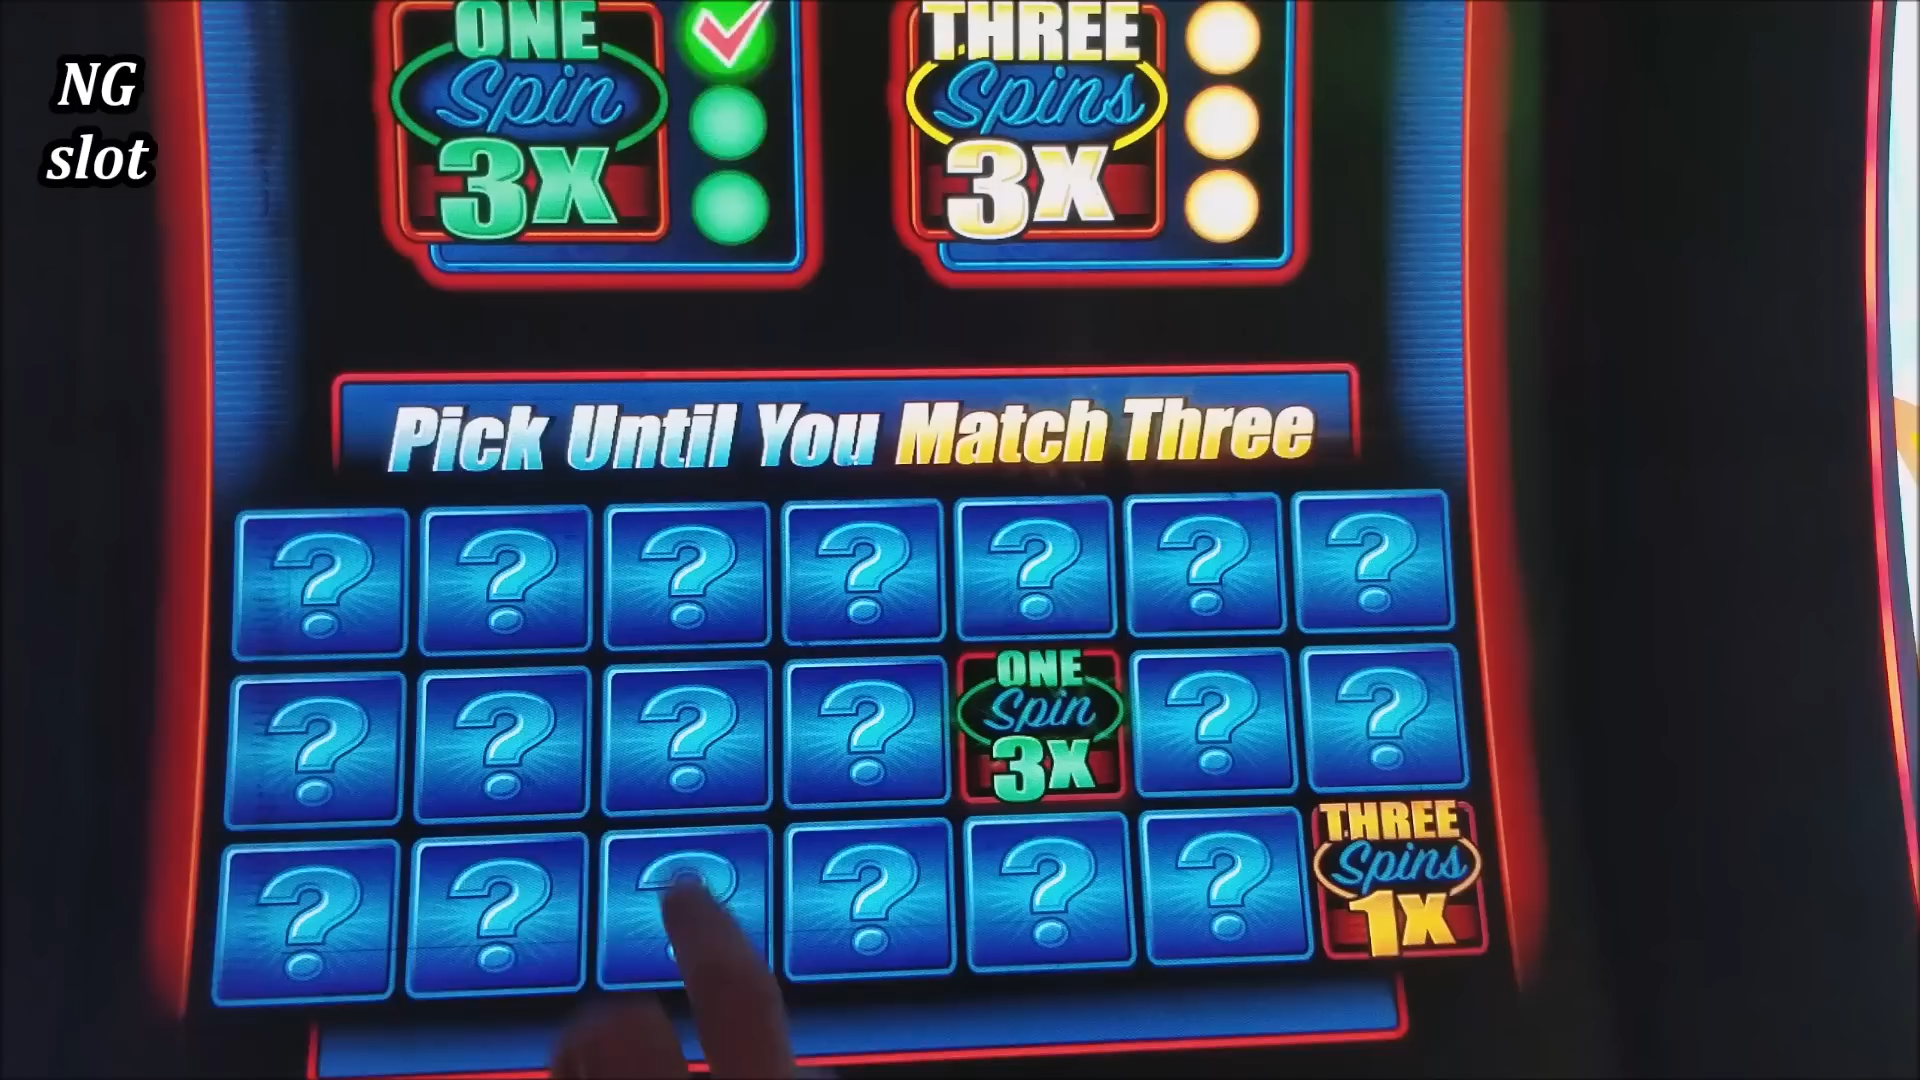 NG
slot
ONE
Spin
3X
THREE
Spins
3X
Pick Until You Match Three
? ? ? ? ? ? ?
? ? ? ?
ONE
Spin
3X
? ?
? ? ? ? ? ?
THREE
Spins
1X